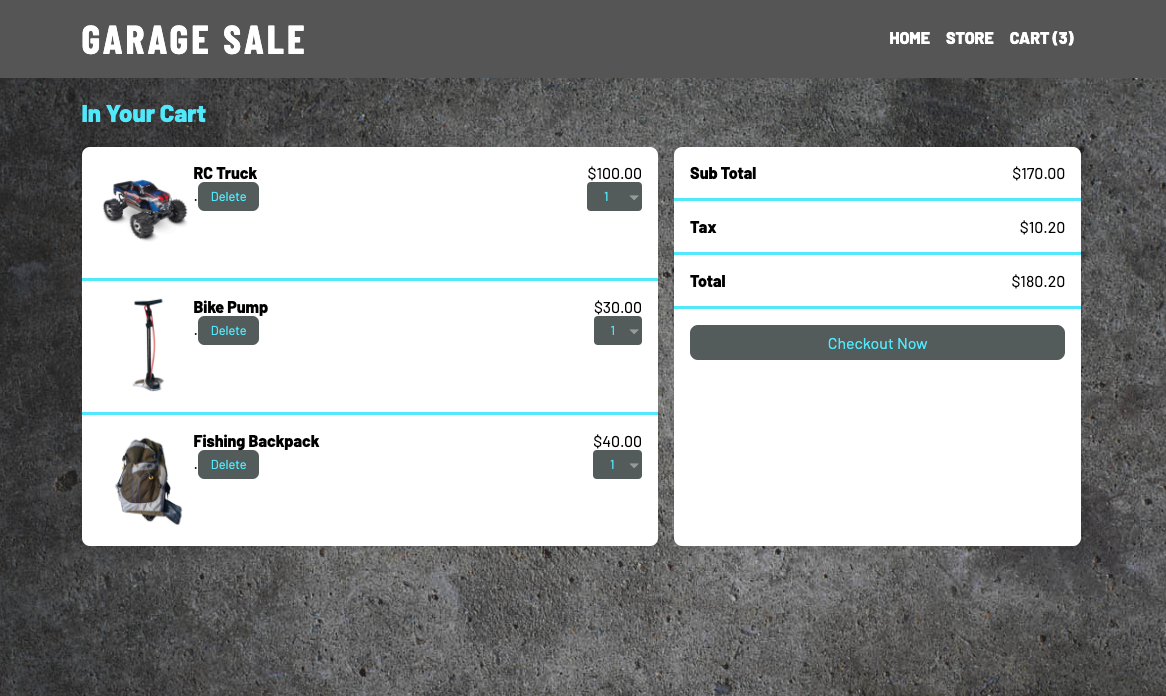 GARAGE SALE
HOME STORE CART (3)
In Your Cart
RC Truck $100.00
. Delete 1
Bike Pump $30.00
. Delete 1
Fishing Backpack $40.00
. Delete 1
Sub Total $170.00
Tax $10.20
Total $180.20
Checkout Now